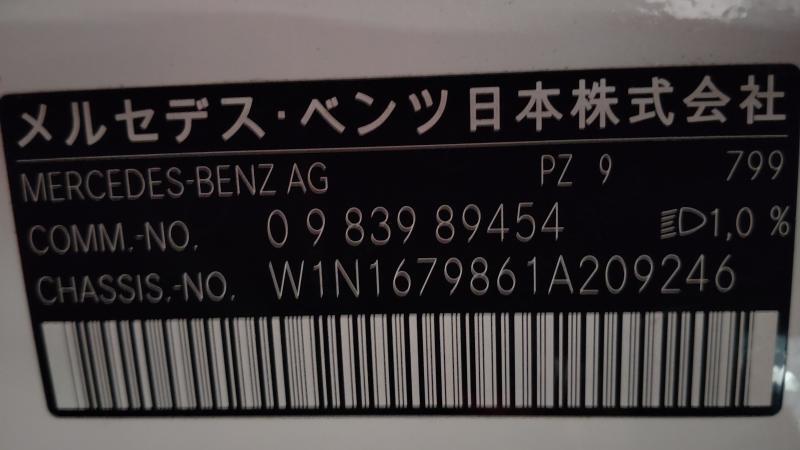 メルセデス・ベンツ日本株式会社
MERCEDES-BENZ AG PZ 9 799
COMM.-NO. 0 9 839 89454 1,0 %
CHASSIS.-NO. W1N1679861A209246